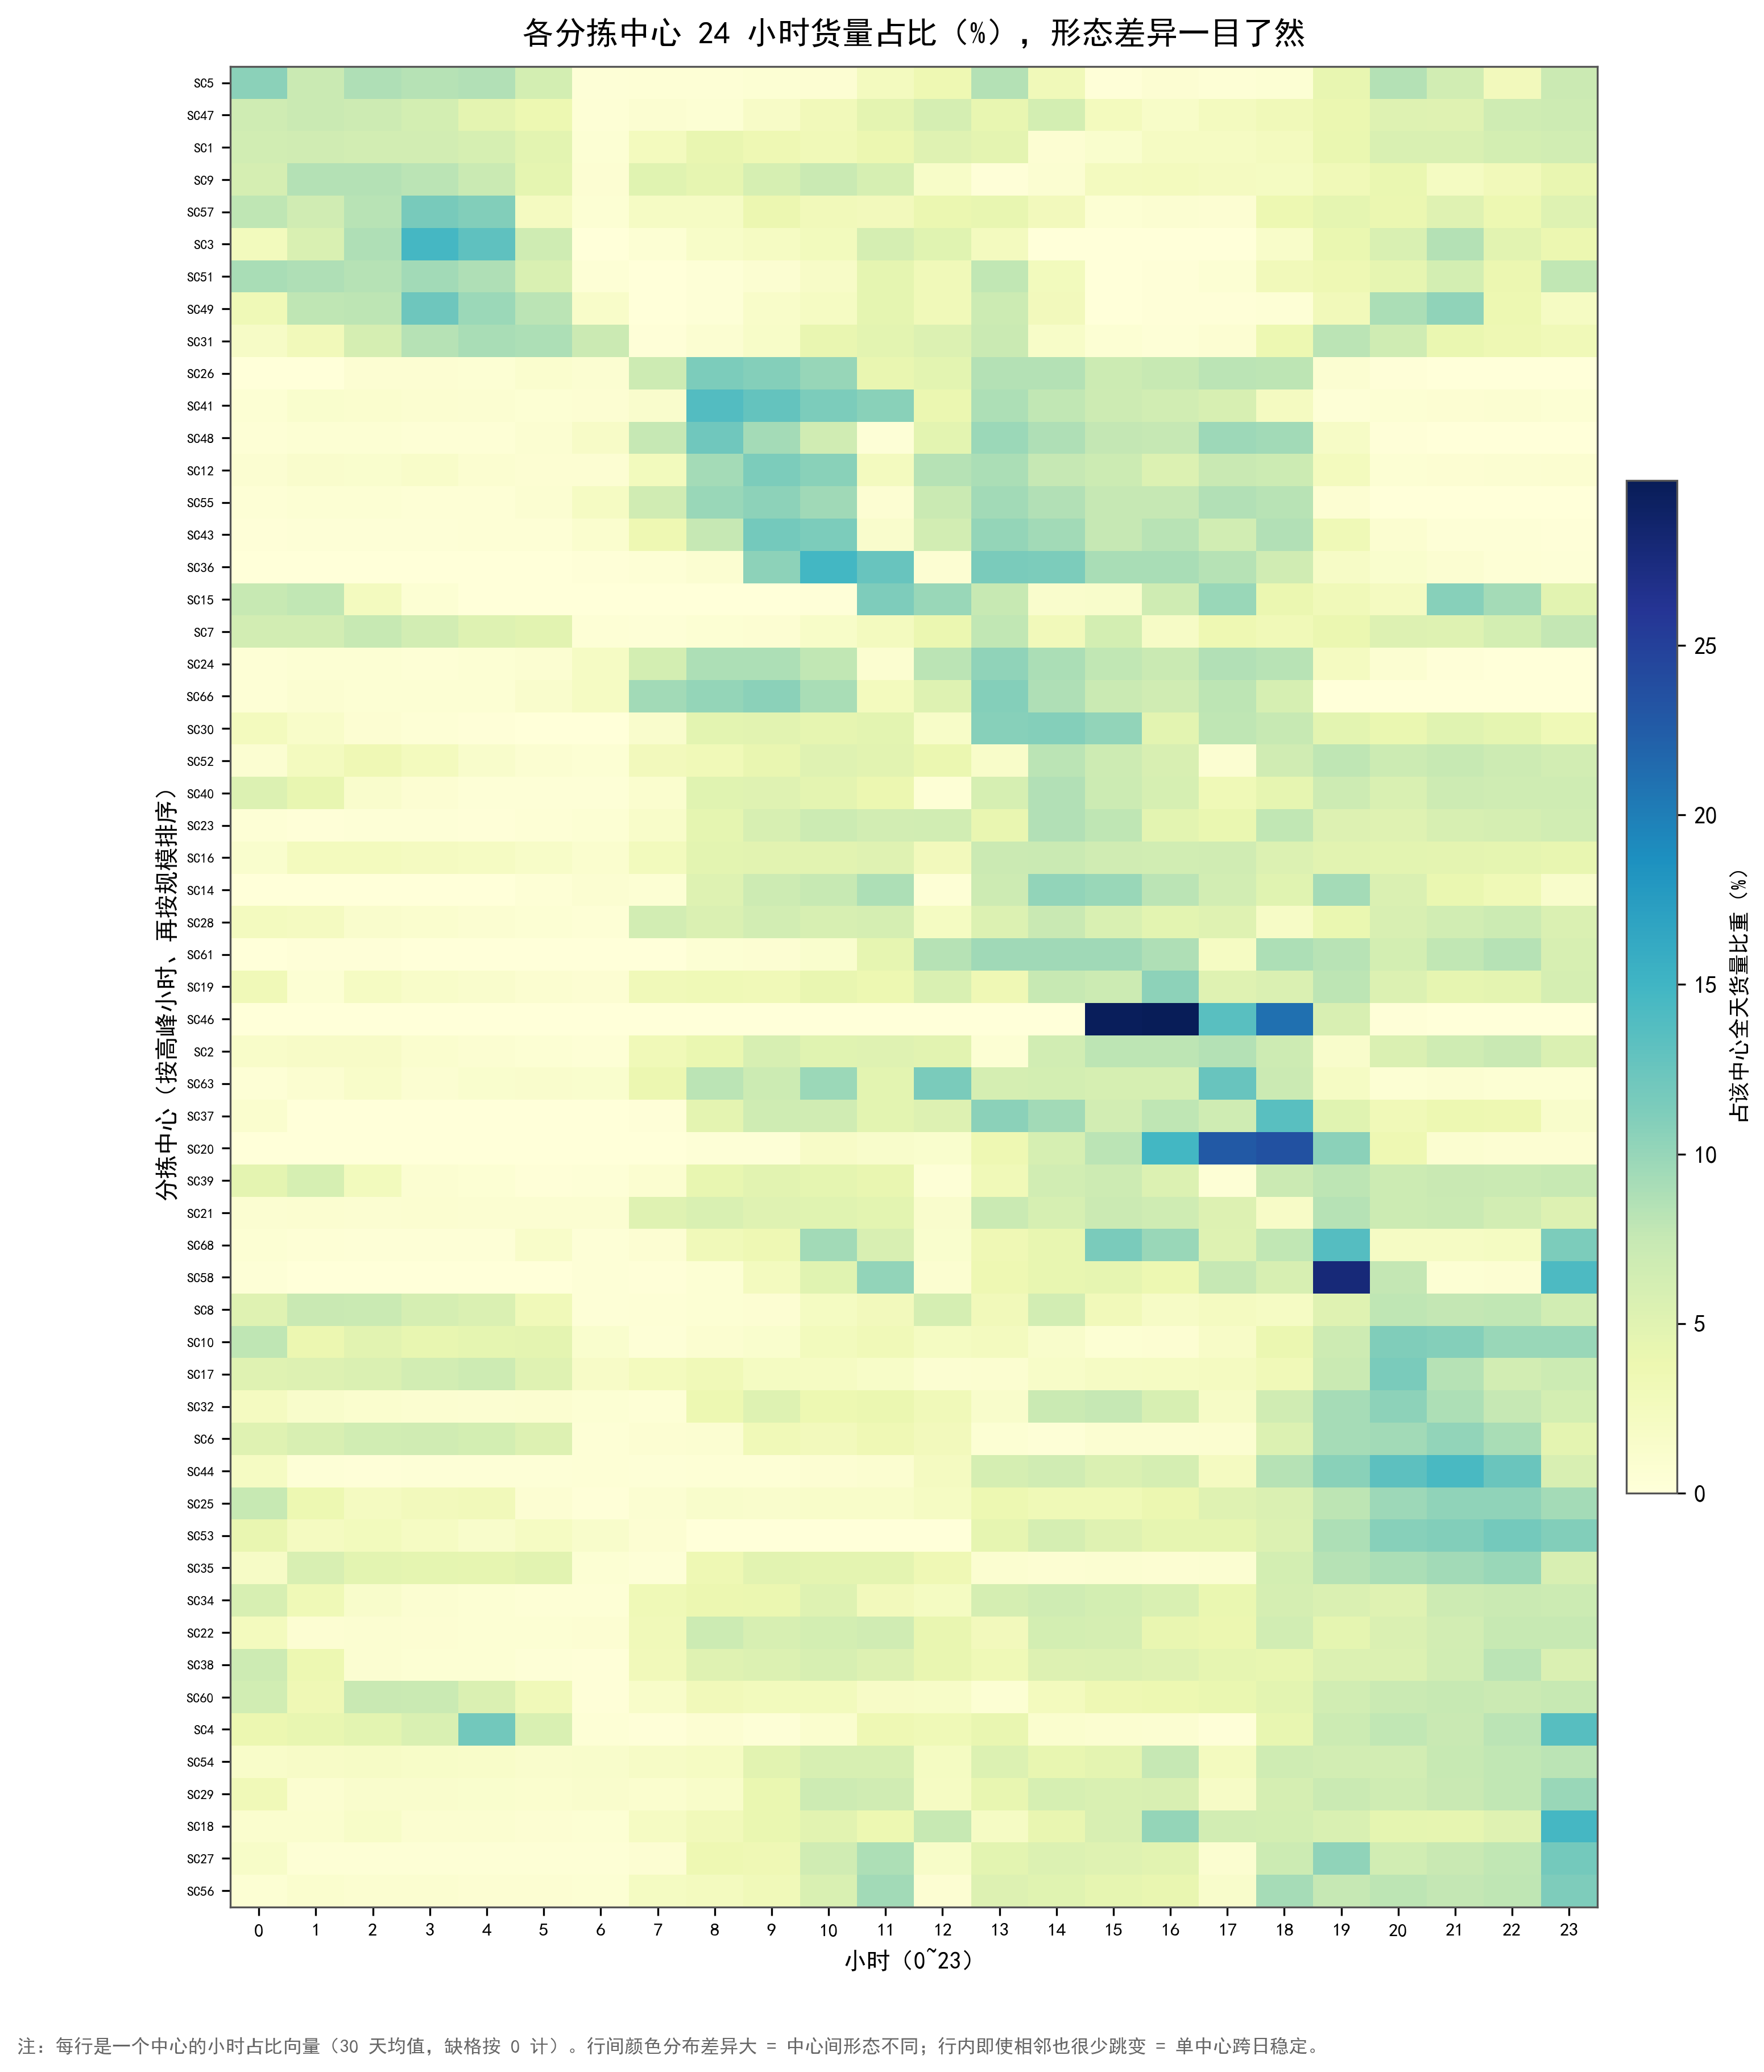 各分拣中心 24 小时货量占比（%），形态差异一目了然
SC5
SC47
SC1
SC9
SC57
SC3
SC51
SC49
SC31
SC26
SC41
SC48
SC12
SC55
SC43
SC36
SC15
SC7
SC24
SC66
SC30
SC52
SC40
SC23
SC16
SC14
SC28
SC61
SC19
SC46
SC2
SC63
SC37
SC20
SC39
SC21
SC68
SC58
SC8
SC10
SC17
SC32
SC6
SC44
SC25
SC53
SC35
SC34
SC22
SC38
SC60
SC4
SC54
SC29
SC18
SC27
SC56
分拣中心（按高峰小时、再按规模排序）
0 1 2 3 4 5 6 7 8 9 10 11 12 13 14 15 16 17 18 19 20 21 22 23
小时（0~23）
25
20
15
10
5
0
占该中心全天货量比重（%）
注：每行是一个中心的小时占比向量（30 天均值，缺格按 0 计）。行间颜色分布差异大 = 中心间形态不同；行内即使相邻也很少跳变 = 单中心跨日稳定。